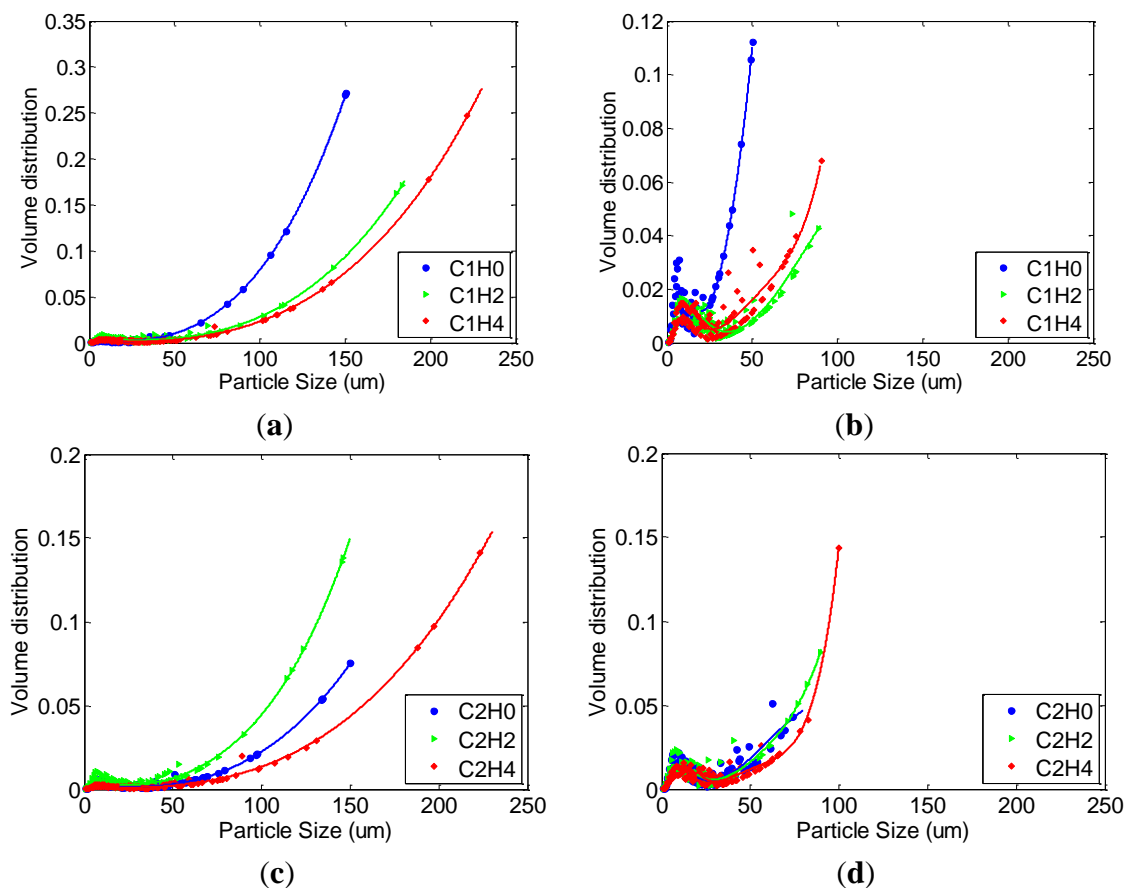 0.35
0.3
0.25
0.2
0.15
0.1
0.05
0
0 50 100 150 200 250
Volume distribution
Particle Size (um)
C1H0
C1H2
C1H4
(a)
0.12
0.1
0.08
0.06
0.04
0.02
0
0 50 100 150 200 250
Volume distribution
Particle Size (um)
C1H0
C1H2
C1H4
(b)
0.2
0.15
0.1
0.05
0
0 50 100 150 200 250
Volume distribution
Particle Size (um)
C2H0
C2H2
C2H4
(c)
0.2
0.15
0.1
0.05
0
0 50 100 150 200 250
Volume distribution
Particle Size (um)
C2H0
C2H2
C2H4
(d)